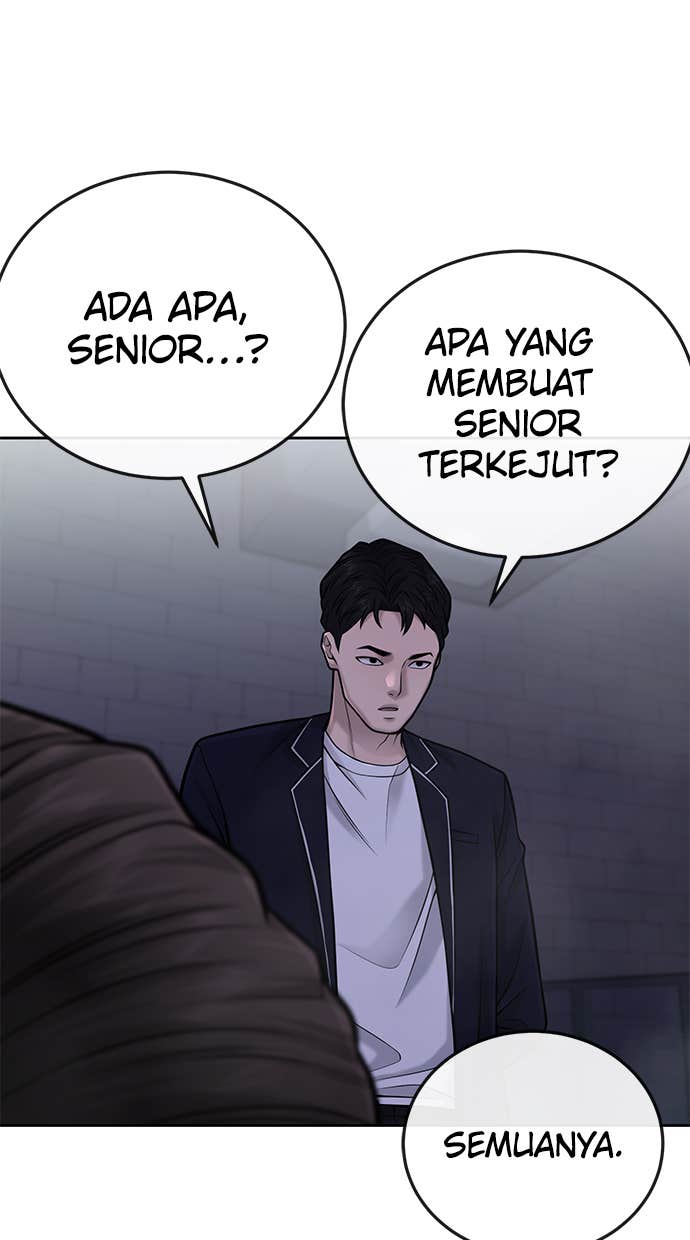 ADA APA,
SENIOR...?
APA YANG
MEMBUAT
SENIOR
TERKEJUT?
SEMUANYA.